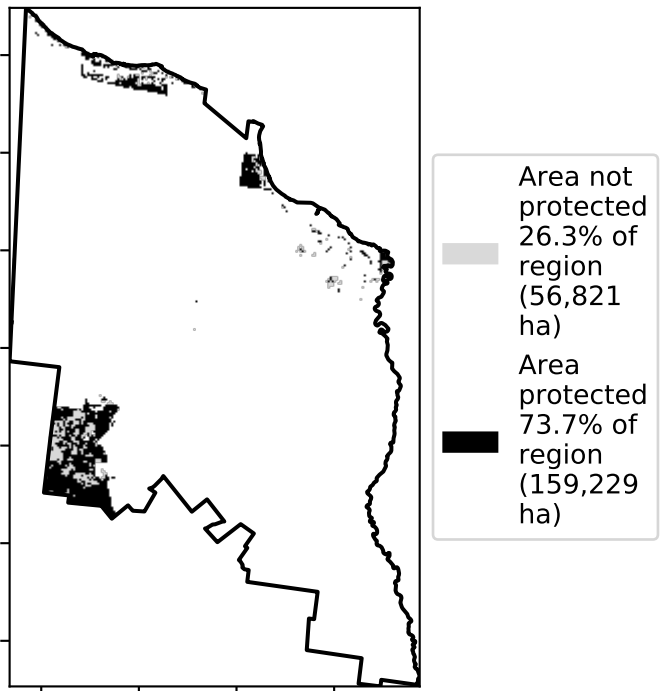 Area not
protected
26.3% of
region
(56,821
ha)
Area
protected
73.7% of
region
(159,229
ha)